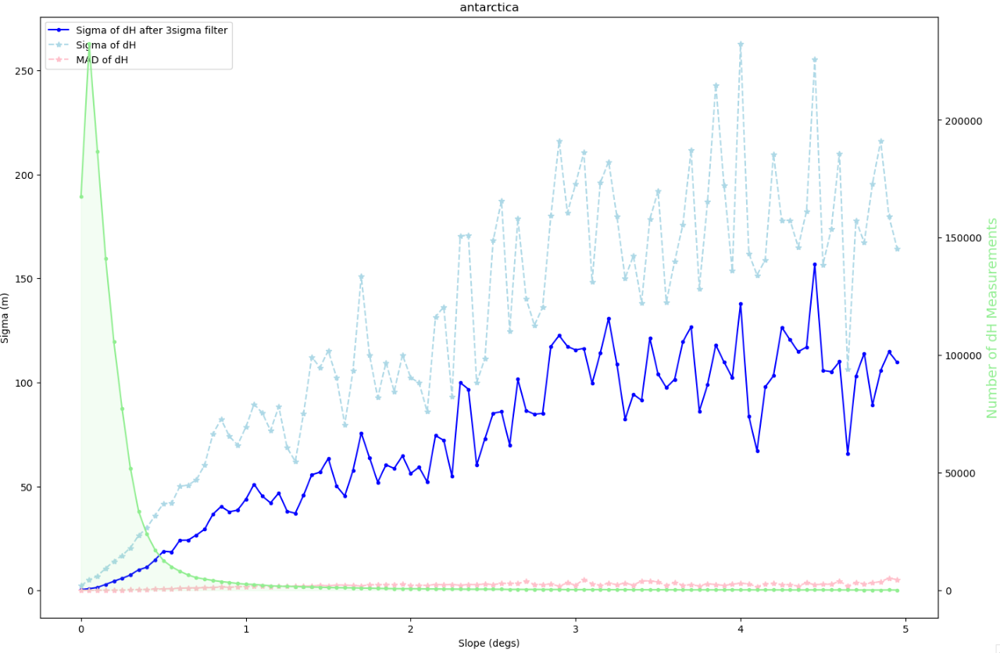 antarctica
Sigma of dH after 3sigma filter
Sigma of dH
MAD of dH
250
200
150
100
50
0
Sigma (m)
200000
150000
100000
50000
0
Number of dH Measurements
0
1
2
3
4
5
Slope (degs)